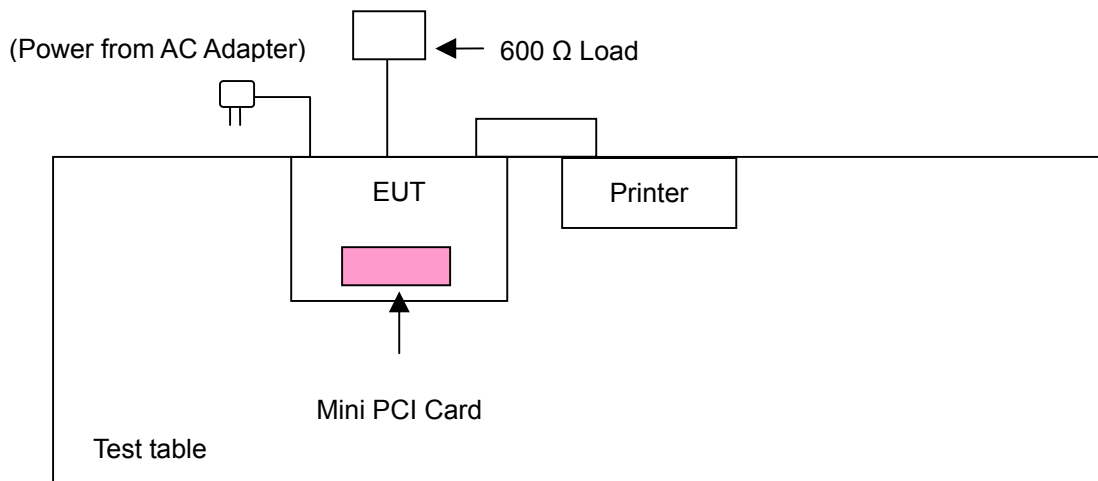 (Power from AC Adapter)
600 Ω Load
EUT
Printer
Mini PCI Card
Test table